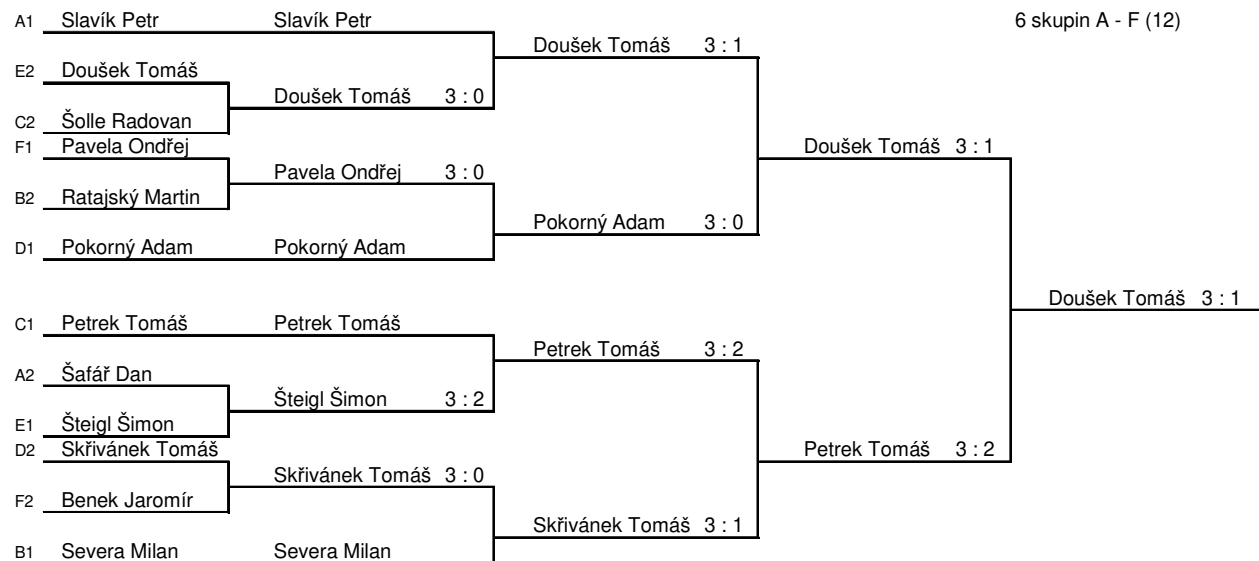 A1 Slavík Petr Slavík Petr 6 skupin A - F (12)
Doušek Tomáš 3 : 1
E2 Doušek Tomáš
Doušek Tomáš 3 : 0
C2 Šolle Radovan
F1 Pavela Ondřej Doušek Tomáš 3 : 1
Pavela Ondřej 3 : 0
B2 Ratajský Martin
Pokorný Adam 3 : 0
D1 Pokorný Adam Pokorný Adam
Doušek Tomáš 3 : 1
C1 Petrek Tomáš Petrek Tomáš
Petrek Tomáš 3 : 2
A2 Šafář Dan
Šteigl Šimon 3 : 2
E1 Šteigl Šimon
D2 Skřivánek Tomáš Petrek Tomáš 3 : 2
Skřivánek Tomáš 3 : 0
F2 Benek Jaromír
Skřivánek Tomáš 3 : 1
B1 Severa Milan Severa Milan